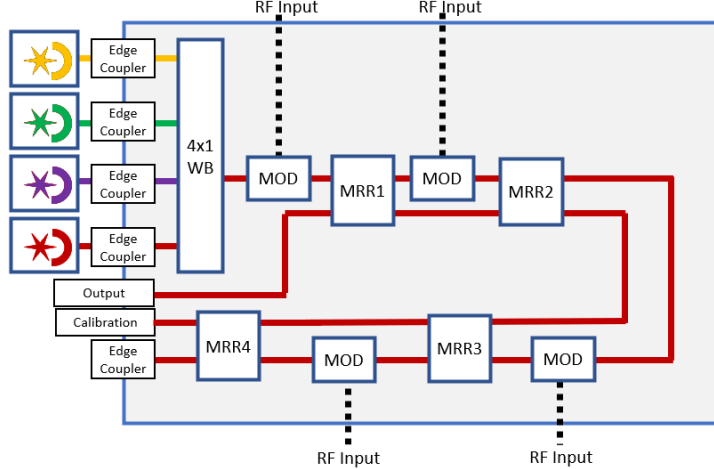 RF Input
RF Input
Edge
Coupler
Edge
Coupler
4x1
WB
MOD
MRR1
MOD
MRR2
Edge
Coupler
Edge
Coupler
Output
Calibration
MRR4
MOD
MRR3
MOD
Edge
Coupler
RF Input
RF Input